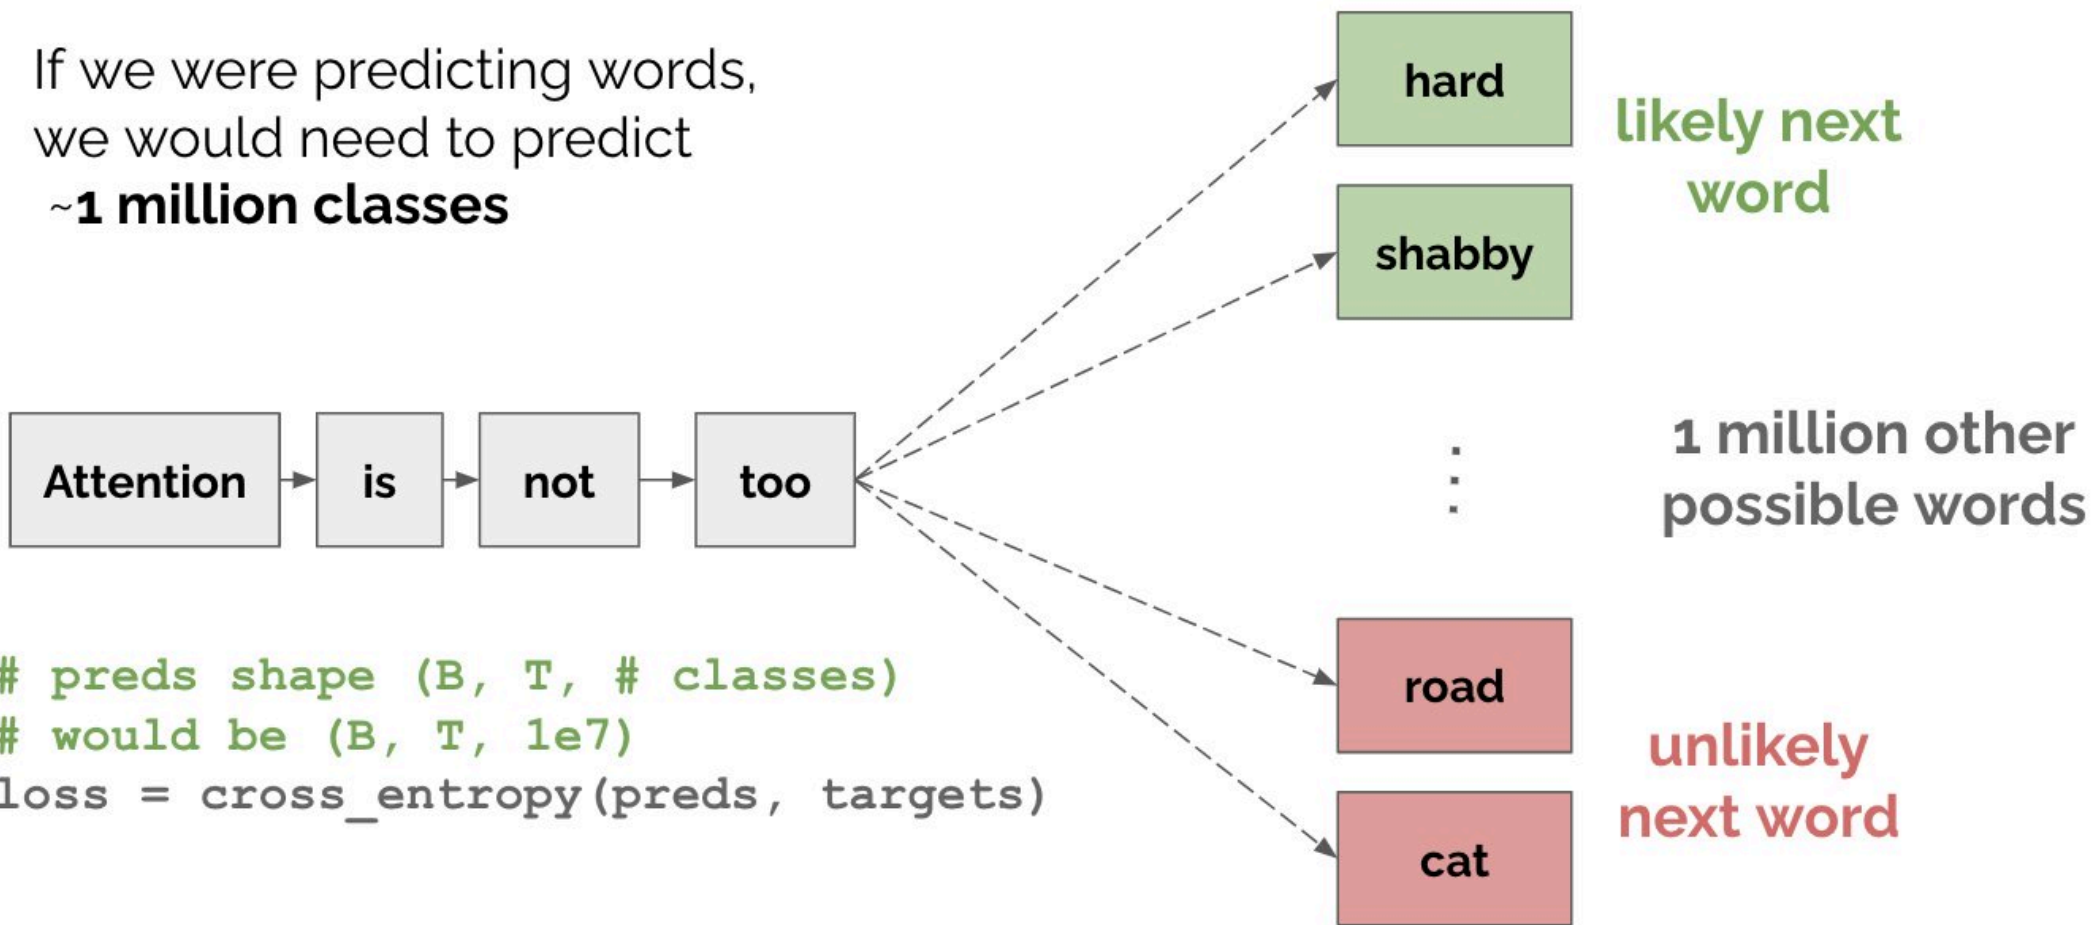 If we were predicting words,
we would need to predict
~1 million classes
hard
shabby
likely next
word
Attention
is
not
too
1 million other
possible words
road
cat
unlikely
next word
# preds shape (B, T, # classes)
# would be (B, T, 1e7)
loss = cross_entropy(preds, targets)